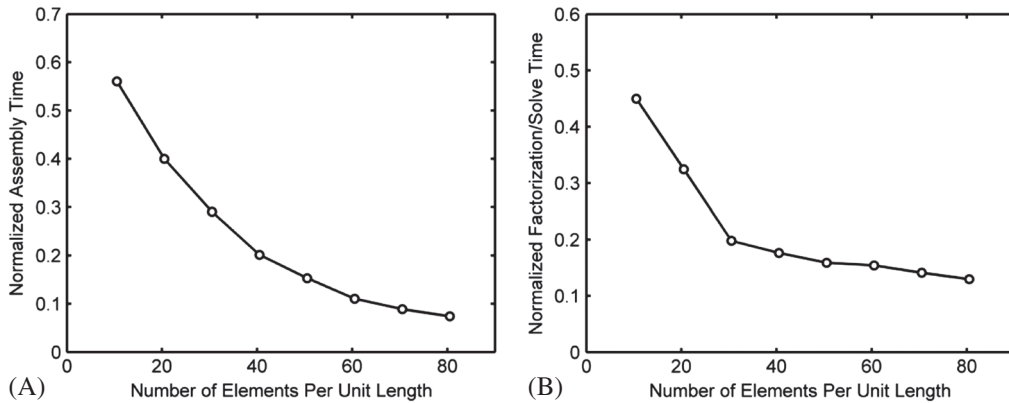 0.7
0.6
0.5
0.4
0.3
0.2
0.1
0
0 20 40 60 80
Normalized Assembly Time
Number of Elements Per Unit Length
(A)
0.6
0.5
0.4
0.3
0.2
0.1
0
0 20 40 60 80
Normalized Factorization/Solve Time
Number of Elements Per Unit Length
(B)